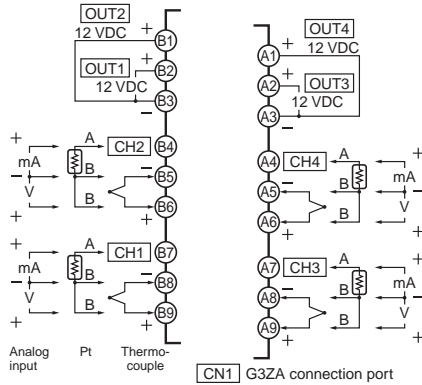 OUT2
12 VDC
+
B1
OUT1
+
B2
12 VDC
B3
−
B4
+
A
CH2
mA
−
B
−
B5
V
+
B
B6
+
B7
+
A
CH1
mA
−
B
−
B8
V
+
B
B9
+
Analog input
Pt
Thermo-
couple
OUT4
+
12 VDC
A1
+
OUT3
A2
12 VDC
A3
−
A4
CH4
A
+
mA
A5
−
B
−
V
A6
B
+
+
A7
CH3
A
+
mA
A8
−
B
−
V
A9
B
+
+
CN1 G3ZA connection port